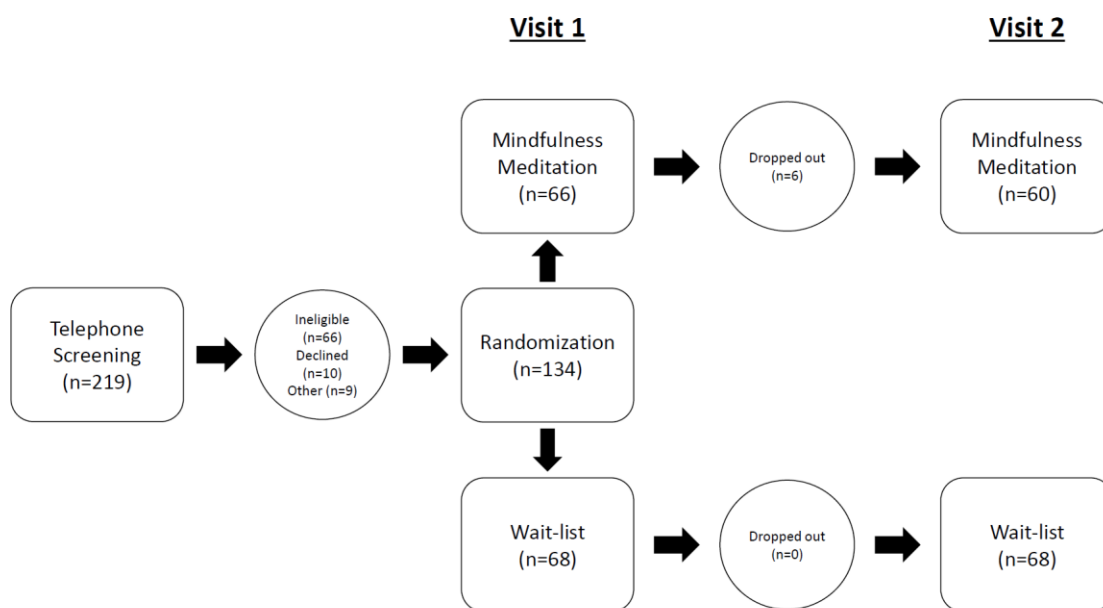 Visit 1
Visit 2
Mindfulness
Meditation
(n=66)
Dropped out
(n=6)
Mindfulness
Meditation
(n=60)
Telephone
Screening
(n=219)
Ineligible
(n=66)
Declined
(n=10)
Other (n=9)
Randomization
(n=134)
Wait-list
(n=68)
Dropped out
(n=0)
Wait-list
(n=68)